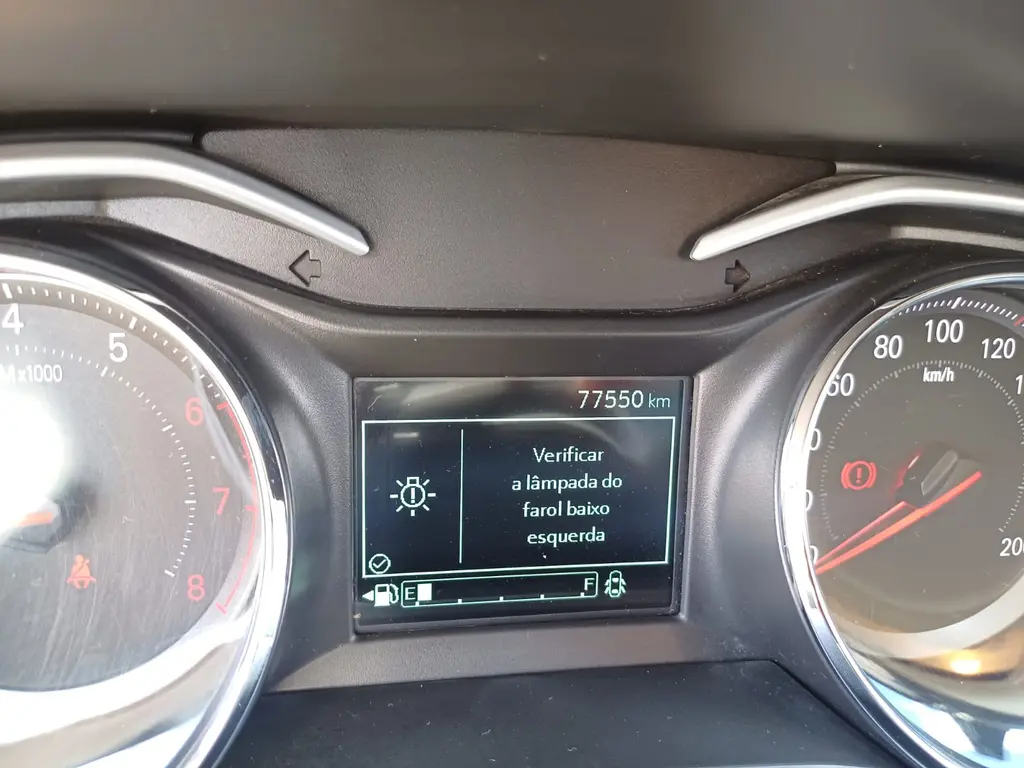 4
5
x1000
6
7
8
77550 km
Verificar
a lâmpada do
farol baixo
esquerda
E F
60
80
100
120
km/h
200